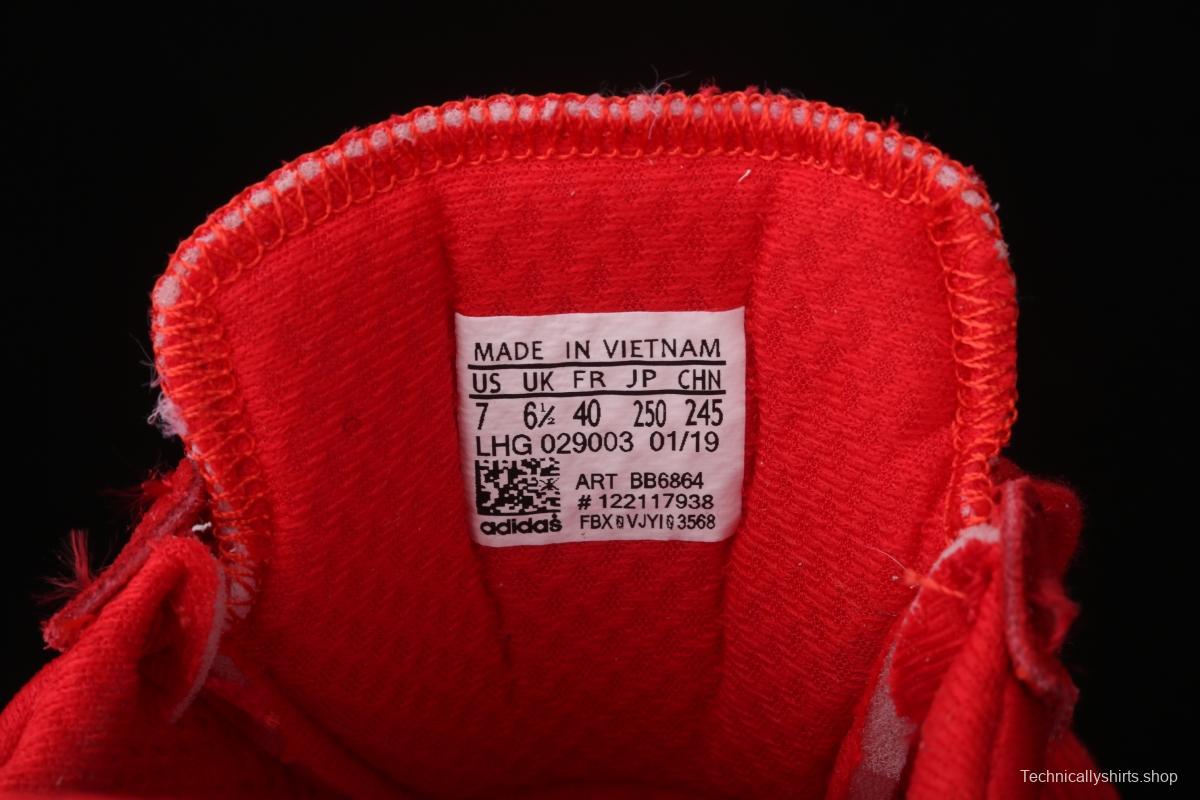 MADE IN VIETNAM
US UK FR JP CHN
7 6½ 40 250 245
LHG 029003 01/19
ART BB6864
# 122117938
adidas FBX0VJYI03568
Technicallyshirts.shop